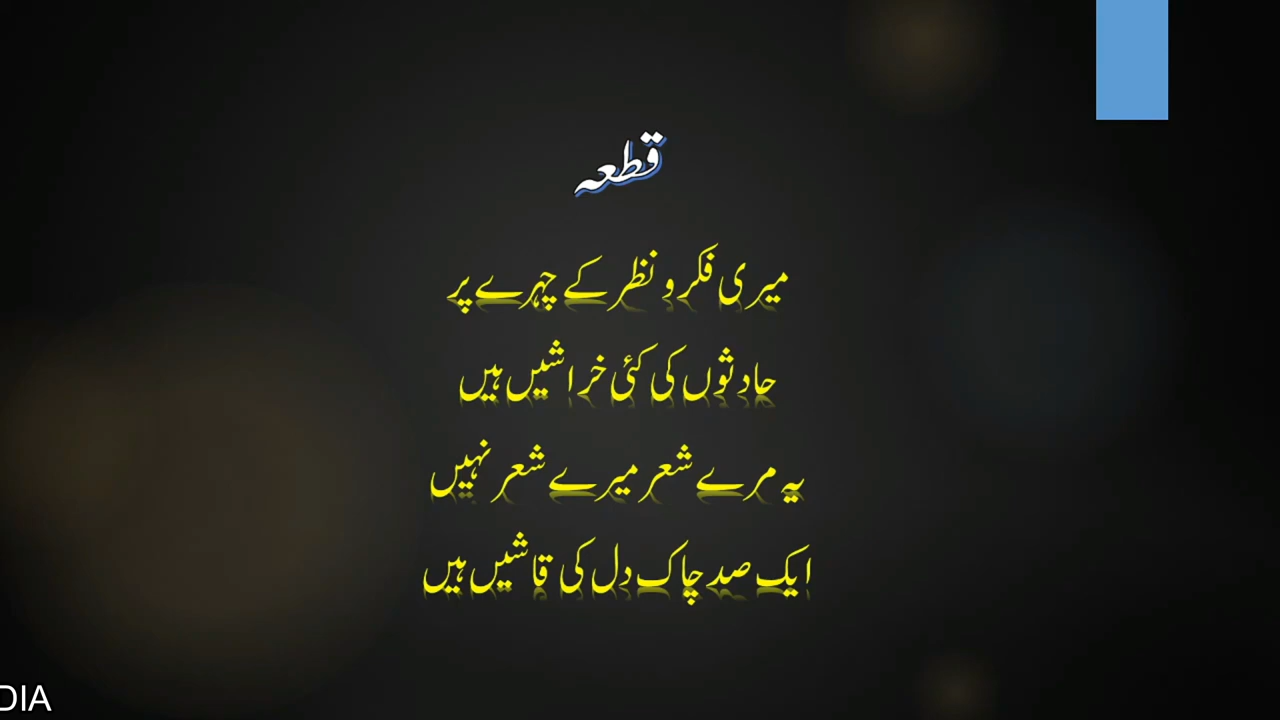 قطعہ
میری فکر و نظر کے چہرے پر
حادثوں کی کئی خراشیں ہیں
یہ مرے شعر میرے شعر نہیں
ایک صد چاک دل کی قاشیں ہیں
DIA